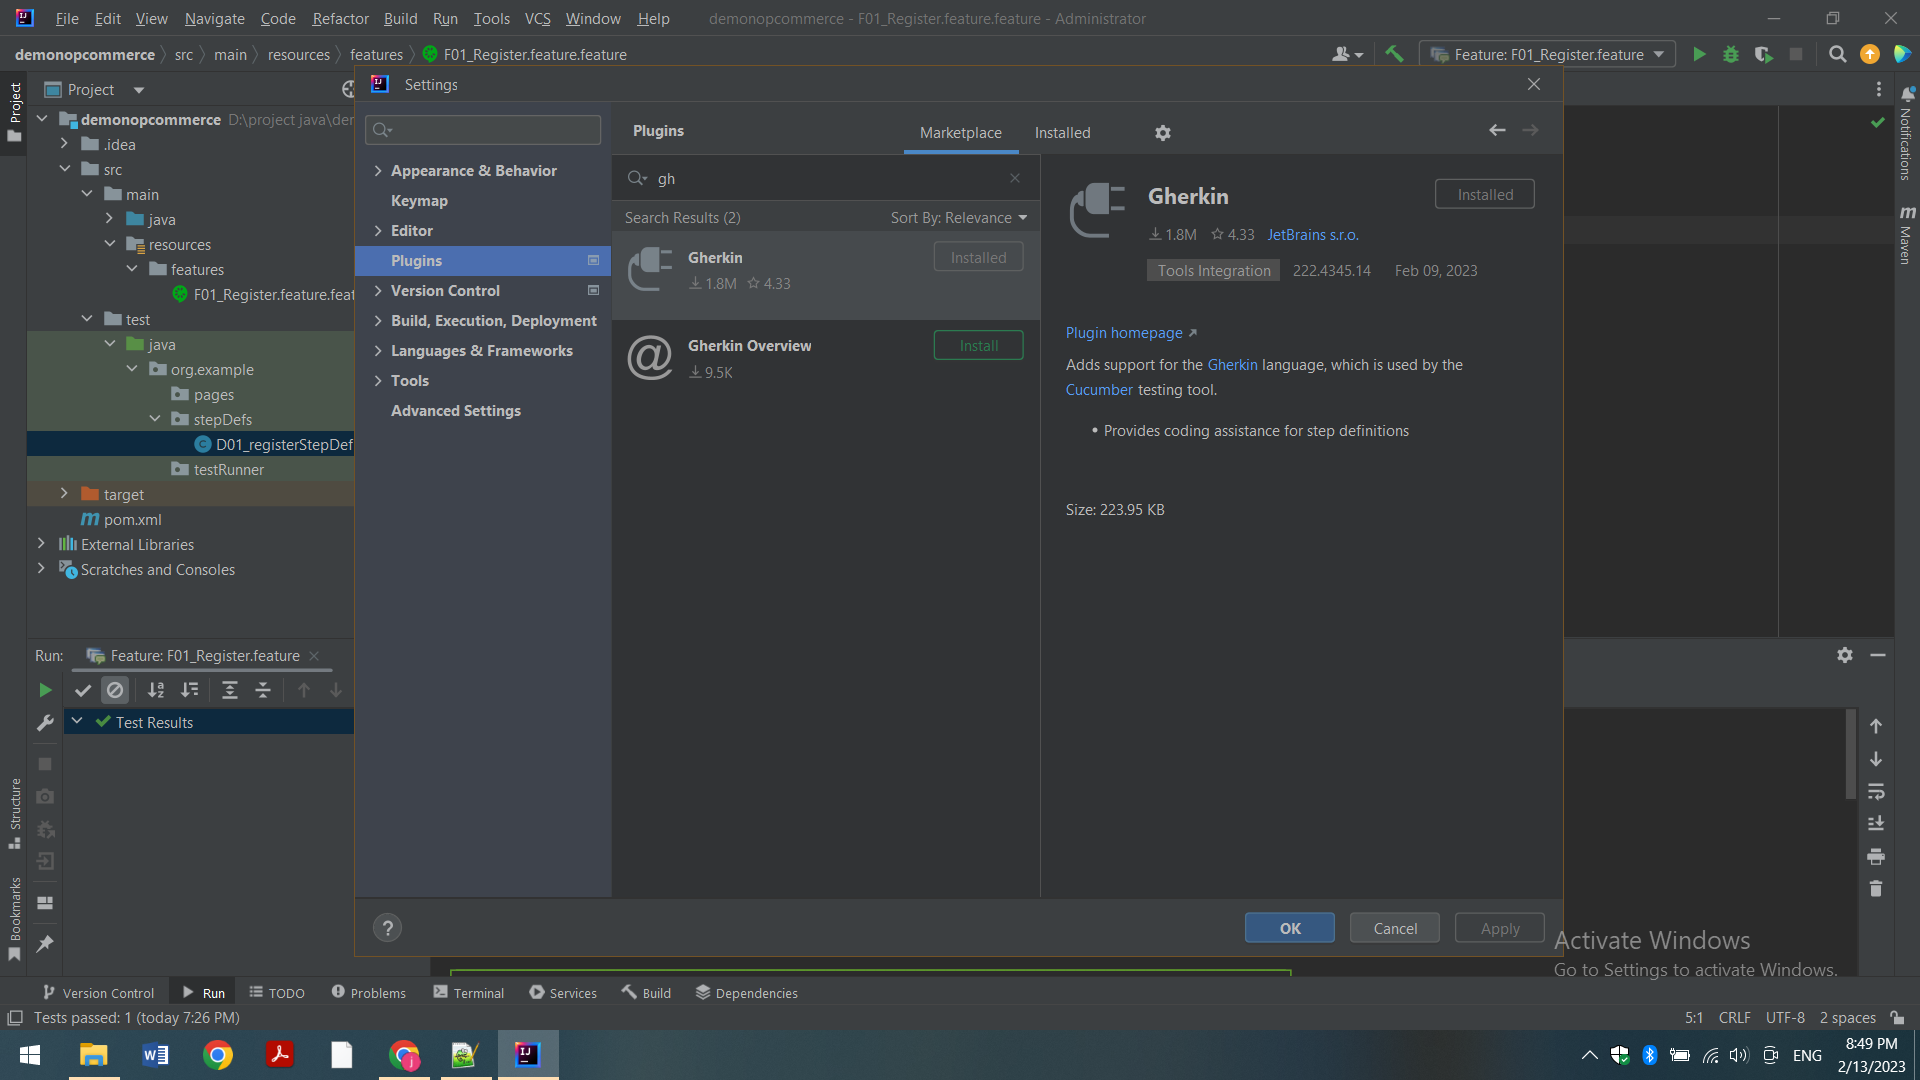 File Edit View Navigate Code Refactor Build Run Tools VCS Window Help demonopcommerce - F01_Register.feature.feature - Administrator
demonopcommerce src main resources features F01_Register.feature.feature Feature: F01_Register.feature
Project
Project
demonopcommerce D:\project java\der
.idea
src
main
java
resources
features
F01_Register.feature.feat
test
java
org.example
pages
stepDefs
D01_registerStepDef
testRunner
target
pom.xml
External Libraries
Scratches and Consoles
Settings
Appearance & Behavior
Keymap
Editor
Plugins
Version Control
Build, Execution, Deployment
Languages & Frameworks
Tools
Advanced Settings
Plugins Marketplace Installed
gh
Search Results (2) Sort By: Relevance
Gherkin Installed
1.8M 4.33
Gherkin Overview Install
9.5K
Gherkin Installed
1.8M 4.33 JetBrains s.r.o.
Tools Integration 222.4345.14 Feb 09, 2023
Plugin homepage
Adds support for the Gherkin language, which is used by the
Cucumber testing tool.
• Provides coding assistance for step definitions
Size: 223.95 KB
? OK Cancel Apply
Notifications
m Maven
Run: Feature: F01_Register.feature
Test Results
Structure
Bookmarks
Activate Windows
Go to Settings to activate Windows.
Version Control Run TODO Problems Terminal Services Build Dependencies
Tests passed: 1 (today 7:26 PM) 5:1 CRLF UTF-8 2 spaces
ENG 8:49 PM
2/13/2023